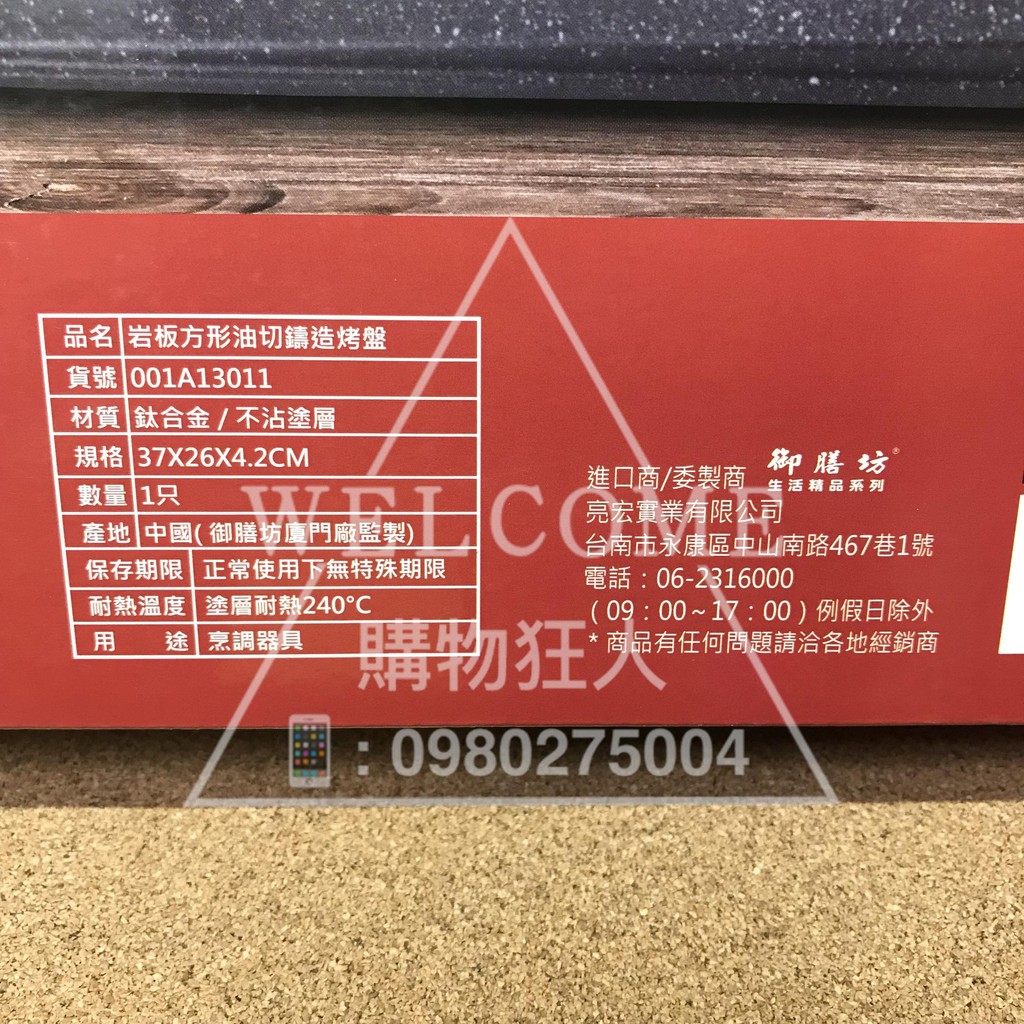 品名 岩板方形油切鑄造烤盤
貨號 001A13011
材質 鈦合金 / 不沾塗層
規格 37X26X4.2CM
數量 1只
產地 中國( 御膳坊廈門廠監製)
保存期限 正常使用下無特殊期限
耐熱溫度 塗層耐熱240°C
用 途 烹調器具
進口商/委製商 御膳坊®
生活精品系列
亮宏實業有限公司
台南市永康區中山南路467巷1號
電話：06-2316000
( 09：00～17：00 ) 例假日除外
* 商品有任何問題請洽各地經銷商
WELCOME
購物狂人
: 0980275004